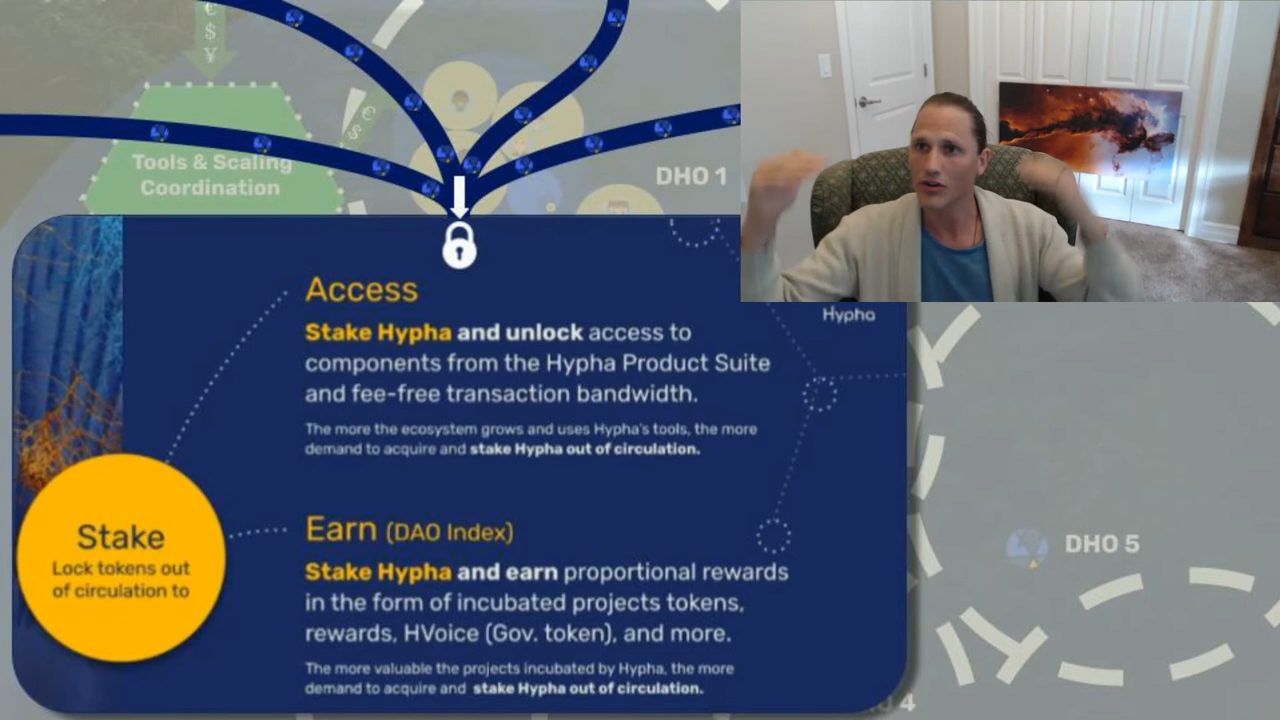 €
$
¥
€
$
Tools & Scaling
Coordination
DHO 1
Hypha
Access
Stake Hypha and unlock access to
components from the Hypha Product Suite
and fee-free transaction bandwidth.
The more the ecosystem grows and uses Hypha's tools, the more
demand to acquire and stake Hypha out of circulation.
Stake
Lock tokens out
of circulation to
Earn (DAO Index)
Stake Hypha and earn proportional rewards
in the form of incubated projects tokens,
rewards, HVoice (Gov. token), and more.
The more valuable the projects incubated by Hypha, the more
demand to acquire and stake Hypha out of circulation.
DHO 5
4